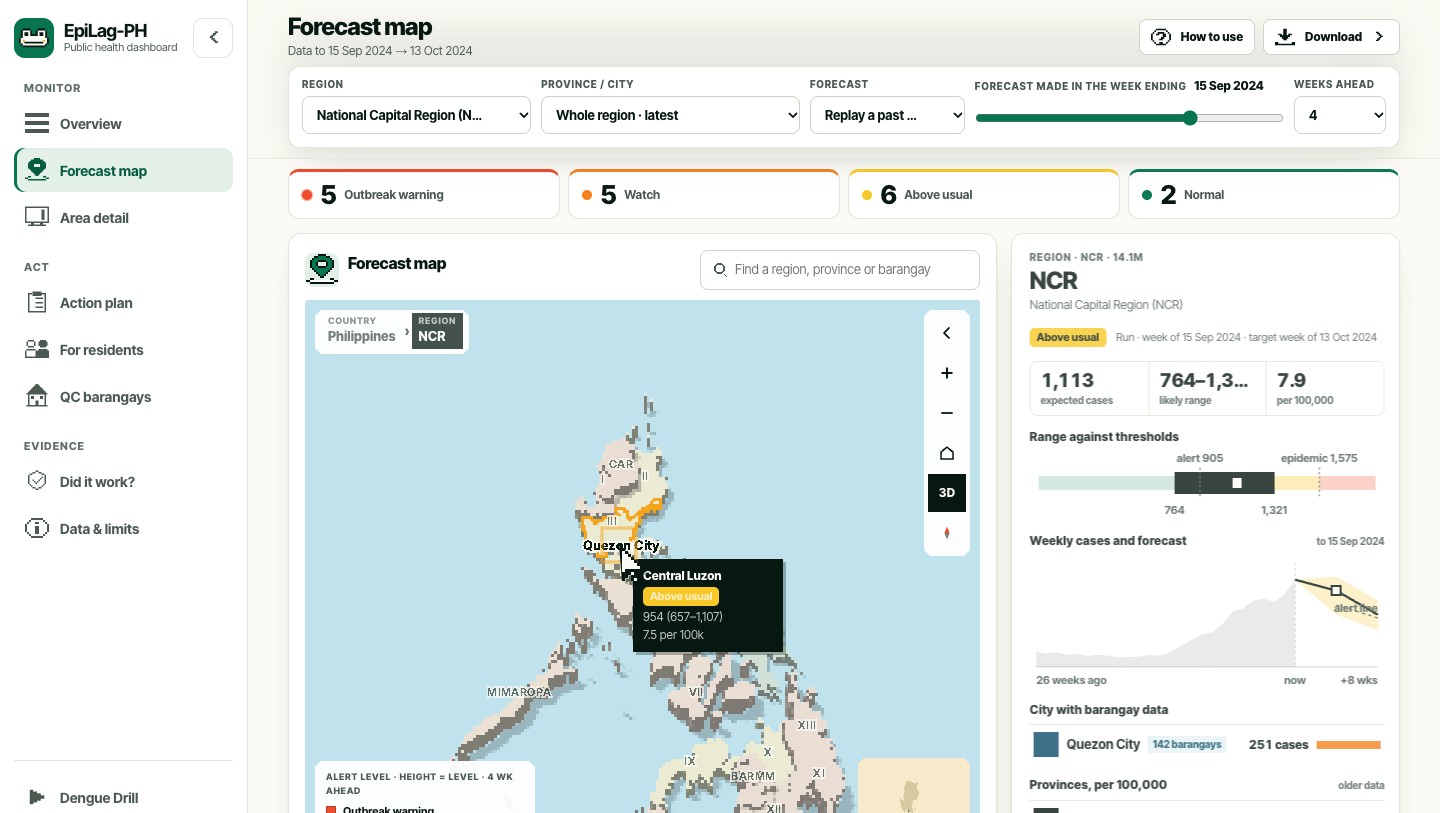 EpiLag-PH
Public health dashboard
MONITOR
Overview
Forecast map
Area detail
ACT
Action plan
For residents
QC barangays
EVIDENCE
Did it work?
Data & limits
Dengue Drill
Forecast map
Data to 15 Sep 2024 → 13 Oct 2024
How to use
Download
REGION
National Capital Region (N...
PROVINCE / CITY
Whole region · latest
FORECAST
Replay a past ...
FORECAST MADE IN THE WEEK ENDING 15 Sep 2024
WEEKS AHEAD
4
5 Outbreak warning
5 Watch
6 Above usual
2 Normal
Forecast map
Find a region, province or barangay
COUNTRY
Philippines
REGION
NCR
3D
CAR
I
II
III
Quezon City
Central Luzon
Above usual
954 (657–1,107)
7.5 per 100k
MIMAROPA
VII
XIII
X
IX
BARMM
XI
XII
ALERT LEVEL · HEIGHT = LEVEL · 4 WK
AHEAD
Outbreak warning
REGION · NCR · 14.1M
NCR
National Capital Region (NCR)
Above usual Run · week of 15 Sep 2024 · target week of 13 Oct 2024
1,113
expected cases
764–1,3...
likely range
7.9
per 100,000
Range against thresholds
alert 905
epidemic 1,575
764
1,321
Weekly cases and forecast
to 15 Sep 2024
alert line
26 weeks ago
now
+8 wks
City with barangay data
Quezon City 142 barangays 251 cases
Provinces, per 100,000
older data